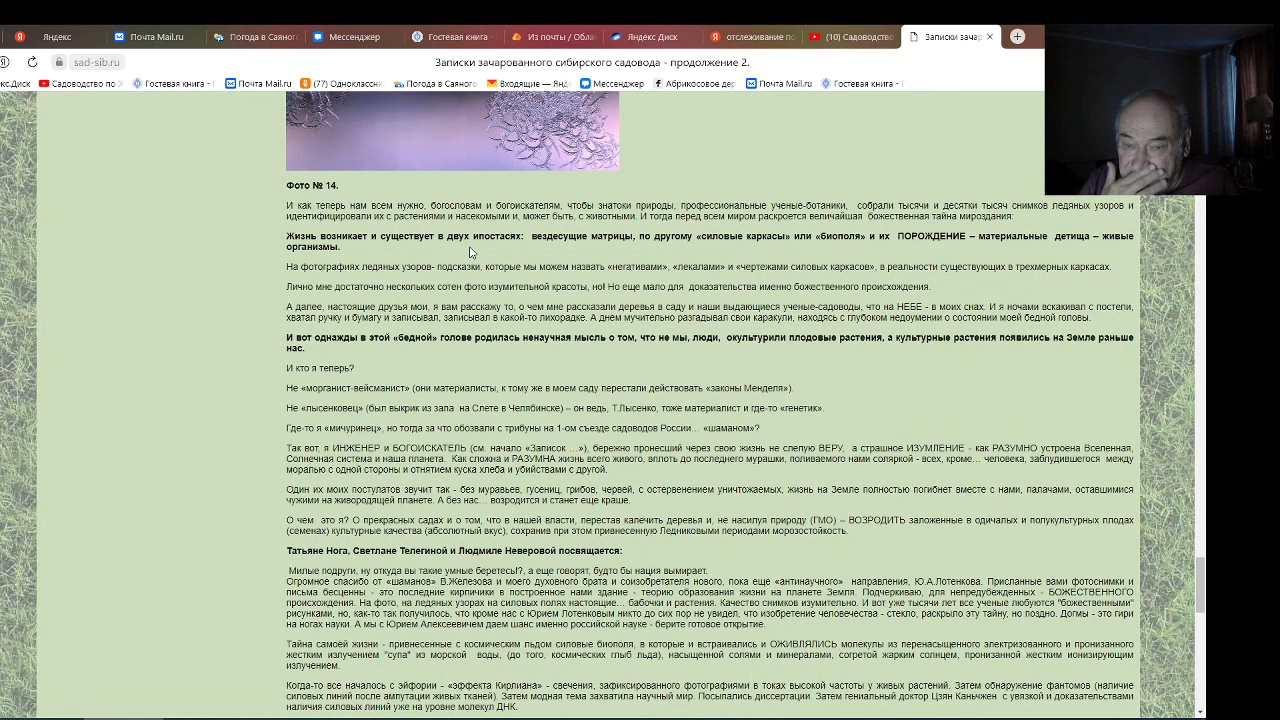 Яндекс
Почта Mail.ru
Погода в Саяного
Мессенджер
Гостевая книга -
Из почты / Обла
Яндекс Диск
отслеживание по
(10) Садоводство
Записки зачар
sad-sib.ru
Записки зачарованного сибирского садовода - продолжение 2.
кс.Диск
Садоводство по
Гостевая книга - Г
Почта Mail.ru
(77) Одноклассни
Погода в Саяного
Входящие — Янд
Мессенджер
Абрикосовое дер
Почта Mail.ru
Гостевая книга - Г
Фото № 14.
И как теперь нам всем нужно, богословам и богоискателям, чтобы знатоки природы, профессиональные ученые-ботаники, собрали тысячи и десятки тысяч снимков ледяных узоров и
идентифицировали их с растениями и насекомыми и, может быть, с животными. И тогда перед всем миром раскроется величайшая божественная тайна мироздания:
Жизнь возникает и существует в двух ипостасях: вездесущие матрицы, по другому «силовые каркасы» или «биополя» и их ПОРОЖДЕНИЕ – материальные детища – живые
организмы.
На фотографиях ледяных узоров- подсказки, которые мы можем назвать «негативами», «лекалами» и «чертежами силовых каркасов», в реальности существующих в трехмерных каркасах.
Лично мне достаточно нескольких сотен фото изумительной красоты, но! Но еще мало для доказательства именно божественного происхождения.
А далее, настоящие друзья мои, я вам расскажу то, о чем мне рассказали деревья в саду и наши выдающиеся ученые-садоводы, что на НЕБЕ - в моих снах. И я ночами вскакивал с постели,
хватал ручку и бумагу и записывал, записывал в какой-то лихорадке. А днем мучительно разгадывал свои каракули, находясь с глубоком недоумении о состоянии моей бедной головы.
И вот однажды в этой «бедной» голове родилась ненаучная мысль о том, что не мы, люди, окультурили плодовые растения, а культурные растения появились на Земле раньше
нас.
И кто я теперь?
Не «морганист-вейсманист» (они материалисты, к тому же в моем саду перестали действовать «законы Менделя»).
Не «лысенковец» (был выкрик из зала на Слете в Челябинске) – он ведь, Т.Лысенко, тоже материалист и где-то «генетик».
Где-то я «мичуринец», но тогда за что обозвали с трибуны на 1-ом съезде садоводов России… «шаманом»?
Так вот, я ИНЖЕНЕР и БОГОИСКАТЕЛЬ (см. начало «Записок …»), бережно пронесший через свою жизнь не слепую ВЕРУ, а страшное ИЗУМЛЕНИЕ - как РАЗУМНО устроена Вселенная,
Солнечная система и наша планета. Как сложна и РАЗУМНА жизнь всего живого, вплоть до последнего мурашки, поливаемого нами соляркой - всех, кроме… человека, заблудившегося между
моралью с одной стороны и отнятием куска хлеба и убийствами с другой.
Один их моих постулатов звучит так - без муравьев, гусениц, грибов, червей, с остервенением уничтожаемых, жизнь на Земле полностью погибнет вместе с нами, палачами, оставшимися
чужими на живородящей планете. А без нас… возродится и станет еще краше.
О чем это я? О прекрасных садах и о том, что в нашей власти, перестав калечить деревья и, не насилуя природу (ГМО) – ВОЗРОДИТЬ заложенные в одичалых и полукультурных плодах
(семенах) культурные качества (абсолютный вкус), сохранив при этом привнесенную Ледниковыми периодами морозостойкость.
Татьяне Нога, Светлане Телегиной и Людмиле Неверовой посвящается:
Милые подруги, ну откуда вы такие умные беретесь!?, а еще говорят, будто бы нация вымирает.
Огромное спасибо от «шаманов» В.Железова и моего духовного брата и соизобретателя нового, пока еще «антинаучного» направления, Ю.А.Лотенкова. Присланные вами фотоснимки и
письма бесценны - это последние кирпичики в построенное нами здание - теорию образования жизни на планете Земля. Подчеркиваю, для непредубежденных - БОЖЕСТВЕННОГО
происхождения. На фото, на ледяных узорах на силовых полях настоящие… бабочки и растения. Качество снимков изумительно. И вот уже тысячи лет все ученые любуются "божественными"
рисунками, но, как-то так получилось, что кроме нас с Юрием Лотенковым никто до сих пор не увидел, что изобретение человечества - стекло, раскрыло эту тайну, но поздно. Догмы - это гири
на ногах науки. А мы с Юрием Алексеевичем даем шанс именно российской науке - берите готовое открытие.
Тайна самоей жизни - привнесенные с космическим льдом силовые биополя, в которые и встраивались и ОЖИВЛЯЛИСЬ молекулы из перенасыщенного электризованного и пронизанного
жестким излучением "супа" из морской воды, (до того, космических глыб льда), насыщенной солями и минералами, согретой жарким солнцем, пронизанной жестким ионизирующим
излучением.
Когда-то все началось с эйфории - «эффекта Кирлиана» - свечения, зафиксированного фотографиями в токах высокой частоты у живых растений. Затем обнаружение фантомов (наличие
силовых линий после ампутации живых тканей). Затем модная тема захватила научный мир. Посыпались диссертации. Затем гениальный доктор Цзян Каньчжен с увязкой и доказательствами
наличия силовых линий уже на уровне молекул ДНК.